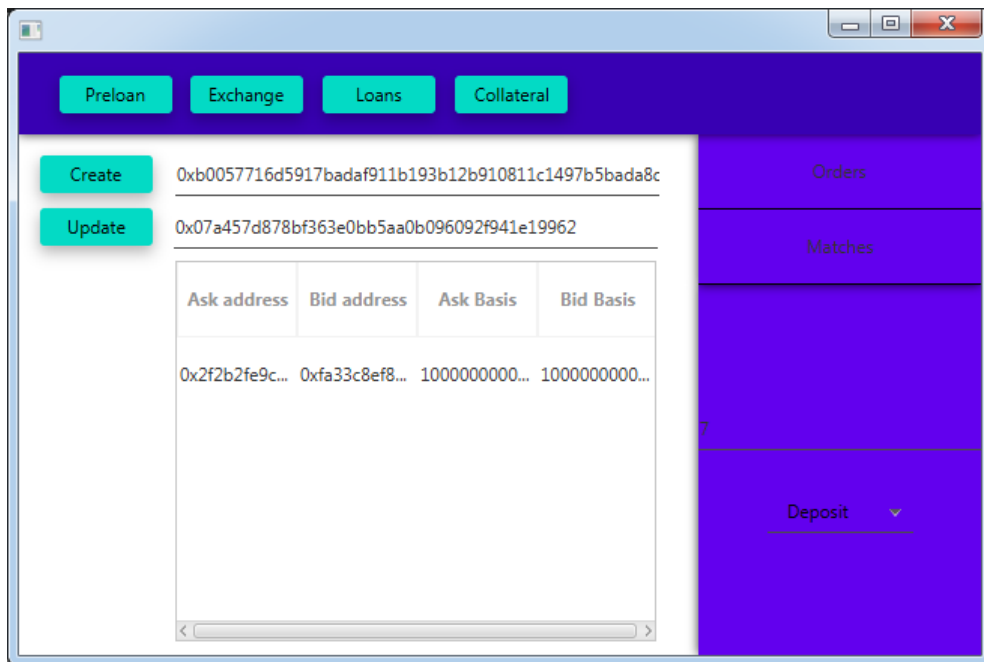 Preloan Exchange Loans Collateral
Create 0xb0057716d5917badaf911b193b12b910811c1497b5bada8c
Orders
Update 0x07a457d878bf363e0bb5aa0b096092f941e19962
Matches
Ask address Bid address Ask Basis Bid Basis
0x2f2b2fe9c... 0xfa33c8ef8... 1000000000... 1000000000...
7
Deposit